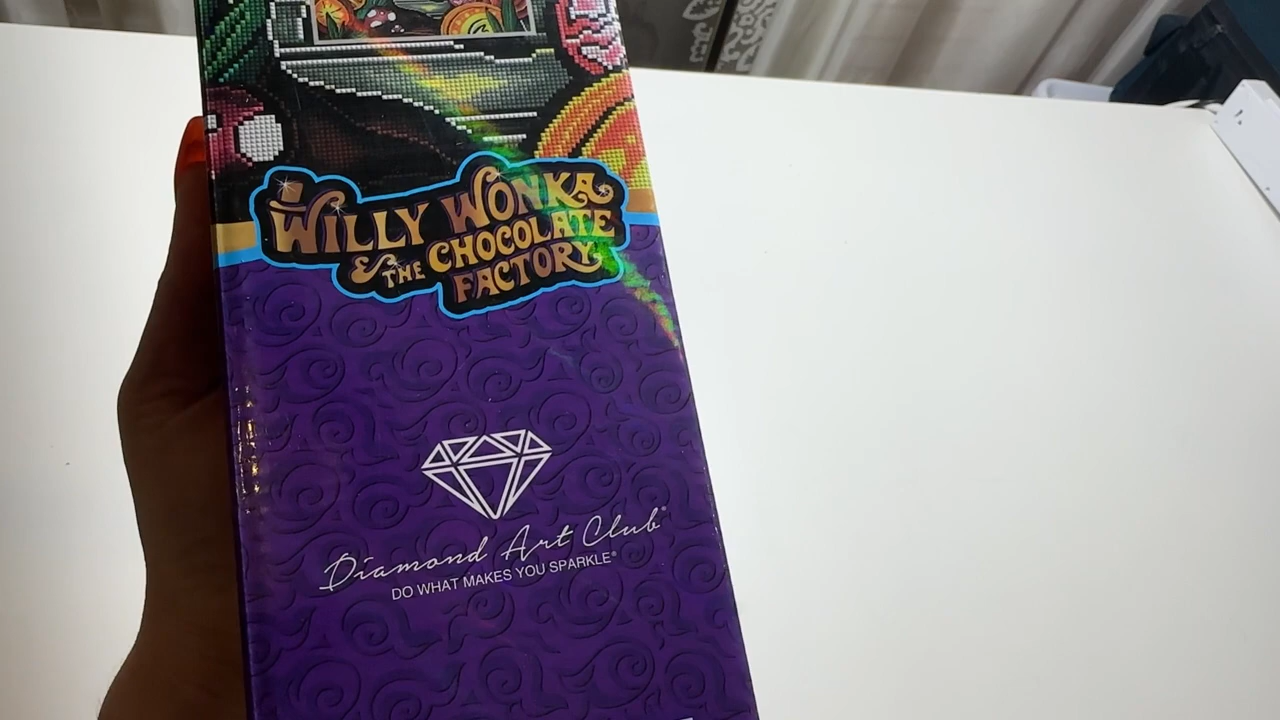 WILLY WONKA
& THE CHOCOLATE
FACTORY
Diamond Art Club®
DO WHAT MAKES YOU SPARKLE®